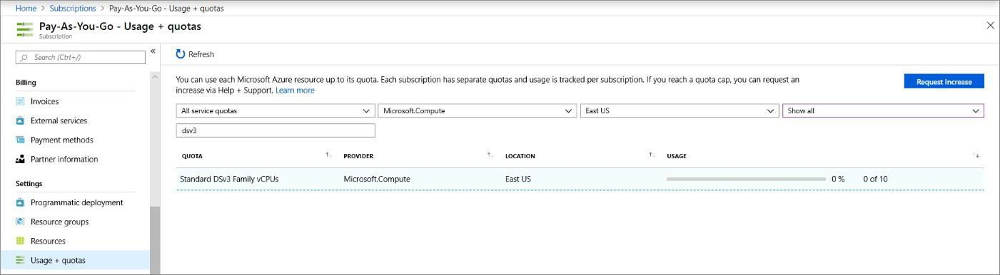 Home > Subscriptions > Pay-As-You-Go - Usage + quotas
Pay-As-You-Go - Usage + quotas
Subscription
Search (Ctrl+/)
Billing
Invoices
External services
Payment methods
Partner information
Settings
Programmatic deployment
Resource groups
Resources
Usage + quotas
Refresh
You can use each Microsoft Azure resource up to its quota. Each subscription has separate quotas and usage is tracked per subscription. If you reach a quota cap, you can request an
increase via Help + Support. Learn more
Request Increase
All service quotas Microsoft.Compute East US Show all
dsv3
QUOTA PROVIDER LOCATION USAGE
Standard DSv3 Family vCPUs Microsoft.Compute East US 0 % 0 of 10